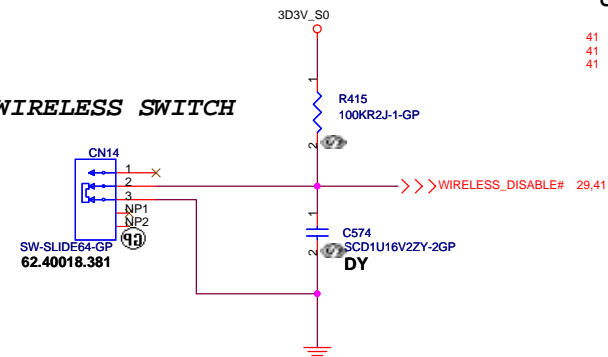 3D3V_S0
41
41
41
1
R415
100KR2J-1-GP
2
WIRELESS SWITCH
CN14
1
2
3
NP1
NP2
SW-SLIDE64-GP
62.40018.381
WIRELESS_DISABLE# 29,41
1
C574
SCD1U16V2ZY-2GP
2
DY